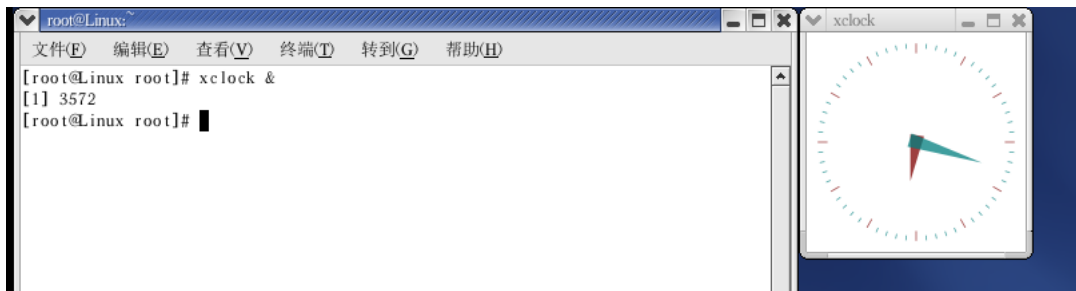 root@Linux:~
文件(F) 编辑(E) 查看(V) 终端(T) 转到(G) 帮助(H)
[root@Linux root]# xclock &
[1] 3572
[root@Linux root]#
xclock